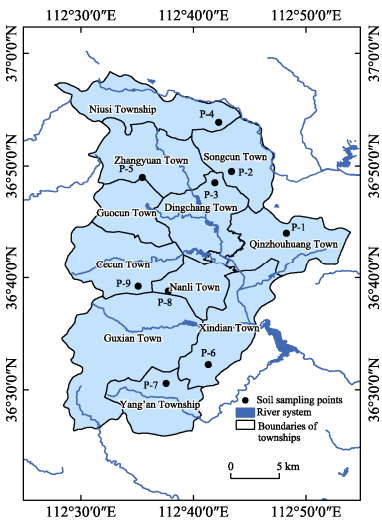 112°30′0″E 112°40′0″E 112°50′0″E
37°0′0″N 37°0′0″N
Niusi Township
P-4
36°50′0″N 36°50′0″N
Zhangyuan Town
Songcun Town
P-5
P-2
P-3
Guocun Town
Dingchang Town
P-1
Qinzhouhuang Town
36°40′0″N 36°40′0″N
Cecun Town
P-9
Nanli Town
P-8
Xindian Town
Guxian Town
P-6
P-7
36°30′0″N 36°30′0″N
Yang'an Township
Soil sampling points
River system
Boundaries of
townships
0 5 km
112°30′0″E 112°40′0″E 112°50′0″E